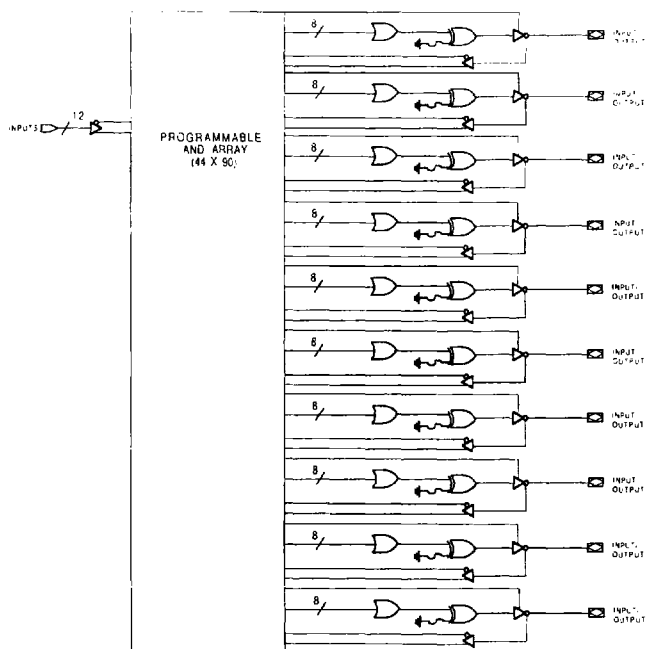 8
INPUT
OUTPUT
8
INPUT
OUTPUT
12
INPUTS
PROGRAMMABLE
AND ARRAY
(44 X 90)
8
INPUT
OUTPUT
8
INPUT
OUTPUT
8
INPUT/
OUTPUT
8
INPUT
OUTPUT
8
INPUT
OUTPUT
8
INPUT
OUTPUT
8
INPUT/
OUTPUT
8
INPUT/
OUTPUT